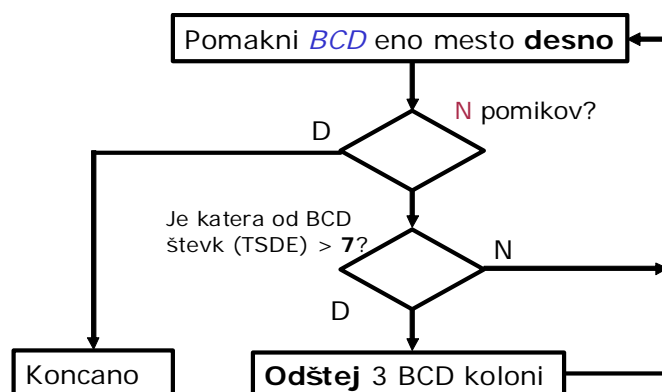 Pomakni BCD eno mesto desno
N pomikov?
D
Je katera od BCD
števk (TSDE) > 7?
N
D
Koncano
Odštej 3 BCD koloni